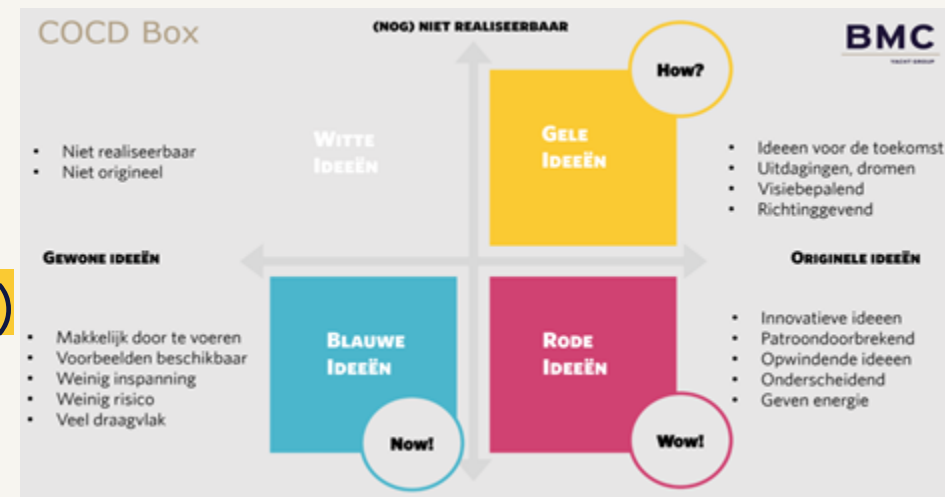 COCD Box
(NOG) NIET REALISEERBAAR
BMC
YACHT GROUP
How?
WITTE
IDEEËN
GELE
IDEEËN
• Niet realiseerbaar
• Niet origineel
• Ideeen voor de toekomst
• Uitdagingen, dromen
• Visiebepalend
• Richtinggevend
GEWONE IDEEËN
ORIGINELE IDEEËN
• Makkelijk door te voeren
• Voorbeelden beschikbaar
• Weinig inspanning
• Weinig risico
• Veel draagvlak
BLAUWE
IDEEËN
Now!
RODE
IDEEËN
Wow!
• Innovatieve ideeen
• Patroondoorbrekend
• Opwindende ideeen
• Onderscheidend
• Geven energie